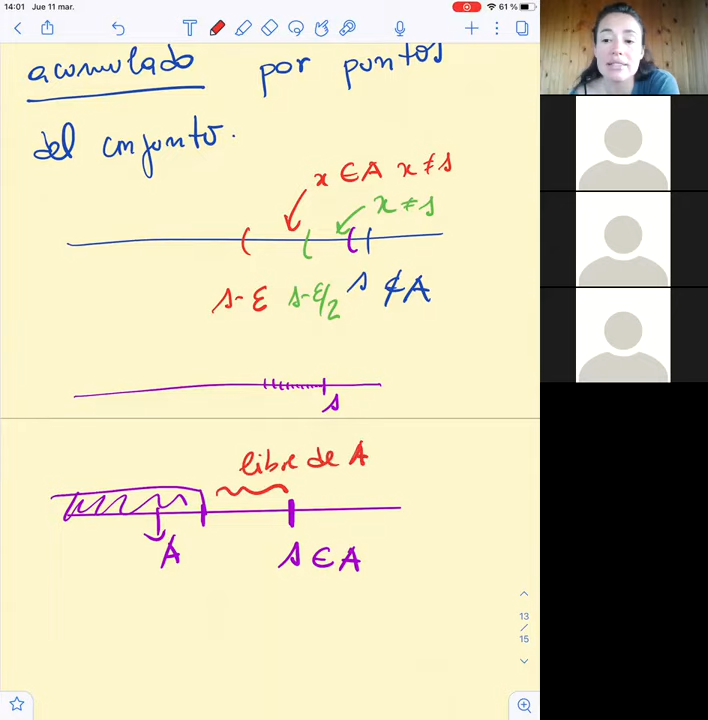 14:01 Jue 11 mar. 61 %
acumulado por puntos
del conjunto.
x ∈ A x ≠ s
x ≠ s
s-ε s-ε/2 s ∉ A
s
libre de A
A s ∈ A
13
/
15